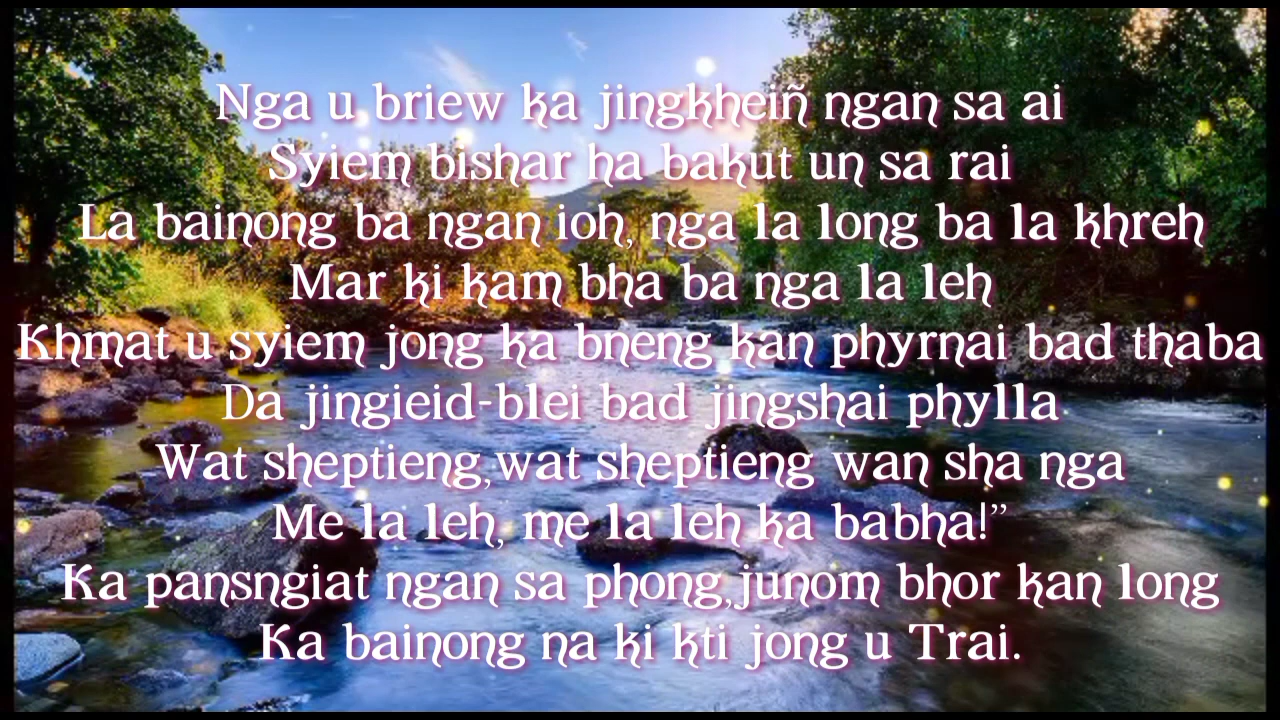 Nga u briew ka jingkheiñ ngan sa ai
Syiem bishar ha bakut un sa rai
La bainong ba ngan ioh, nga la long ba la khreh
Mar ki kam bha ba nga la leh
Khmat u syiem jong ka bneng kan phyrnai bad thaba
Da jingieid-blei bad jingshai phylla
Wat sheptieng,wat sheptieng wan sha nga
Me la leh, me la leh ka babha!”
Ka pansngiat ngan sa phong,junom bhor kan long
Ka bainong na ki kti jong u Trai.